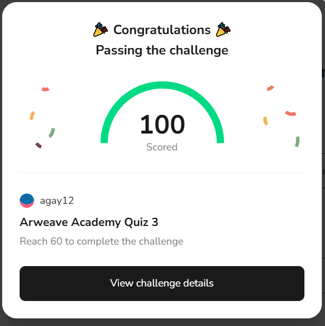 Congratulations
Passing the challenge
100
Scored
agay12
Arweave Academy Quiz 3
Reach 60 to complete the challenge
View challenge details